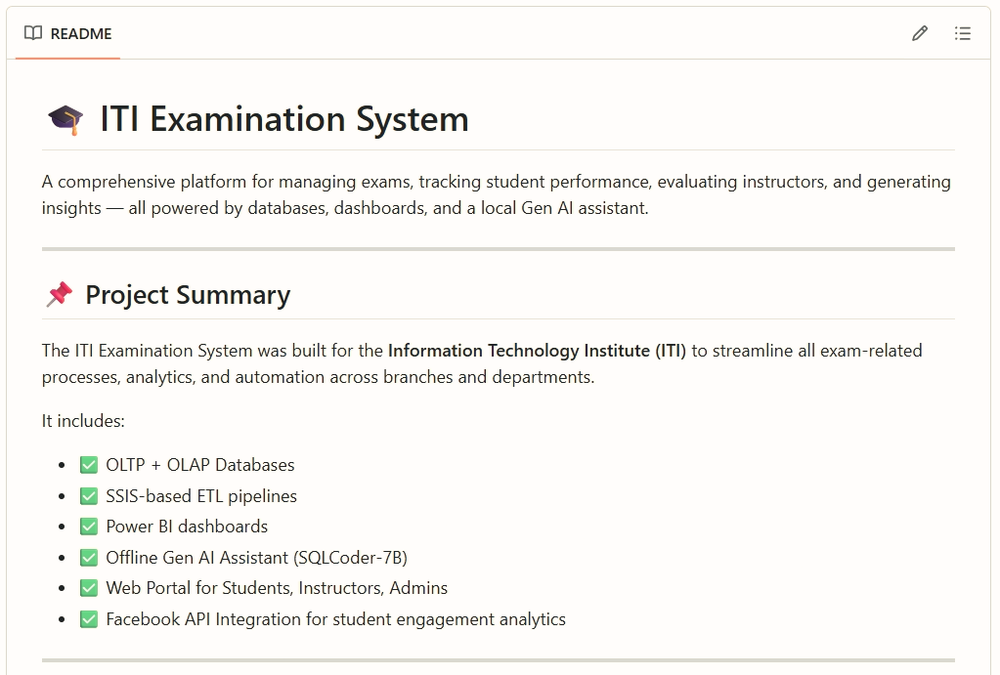 README
🎓 ITI Examination System
A comprehensive platform for managing exams, tracking student performance, evaluating instructors, and generating
insights — all powered by databases, dashboards, and a local Gen AI assistant.
📌 Project Summary
The ITI Examination System was built for the Information Technology Institute (ITI) to streamline all exam-related
processes, analytics, and automation across branches and departments.
It includes:
• ✅ OLTP + OLAP Databases
• ✅ SSIS-based ETL pipelines
• ✅ Power BI dashboards
• ✅ Offline Gen AI Assistant (SQLCoder-7B)
• ✅ Web Portal for Students, Instructors, Admins
• ✅ Facebook API Integration for student engagement analytics